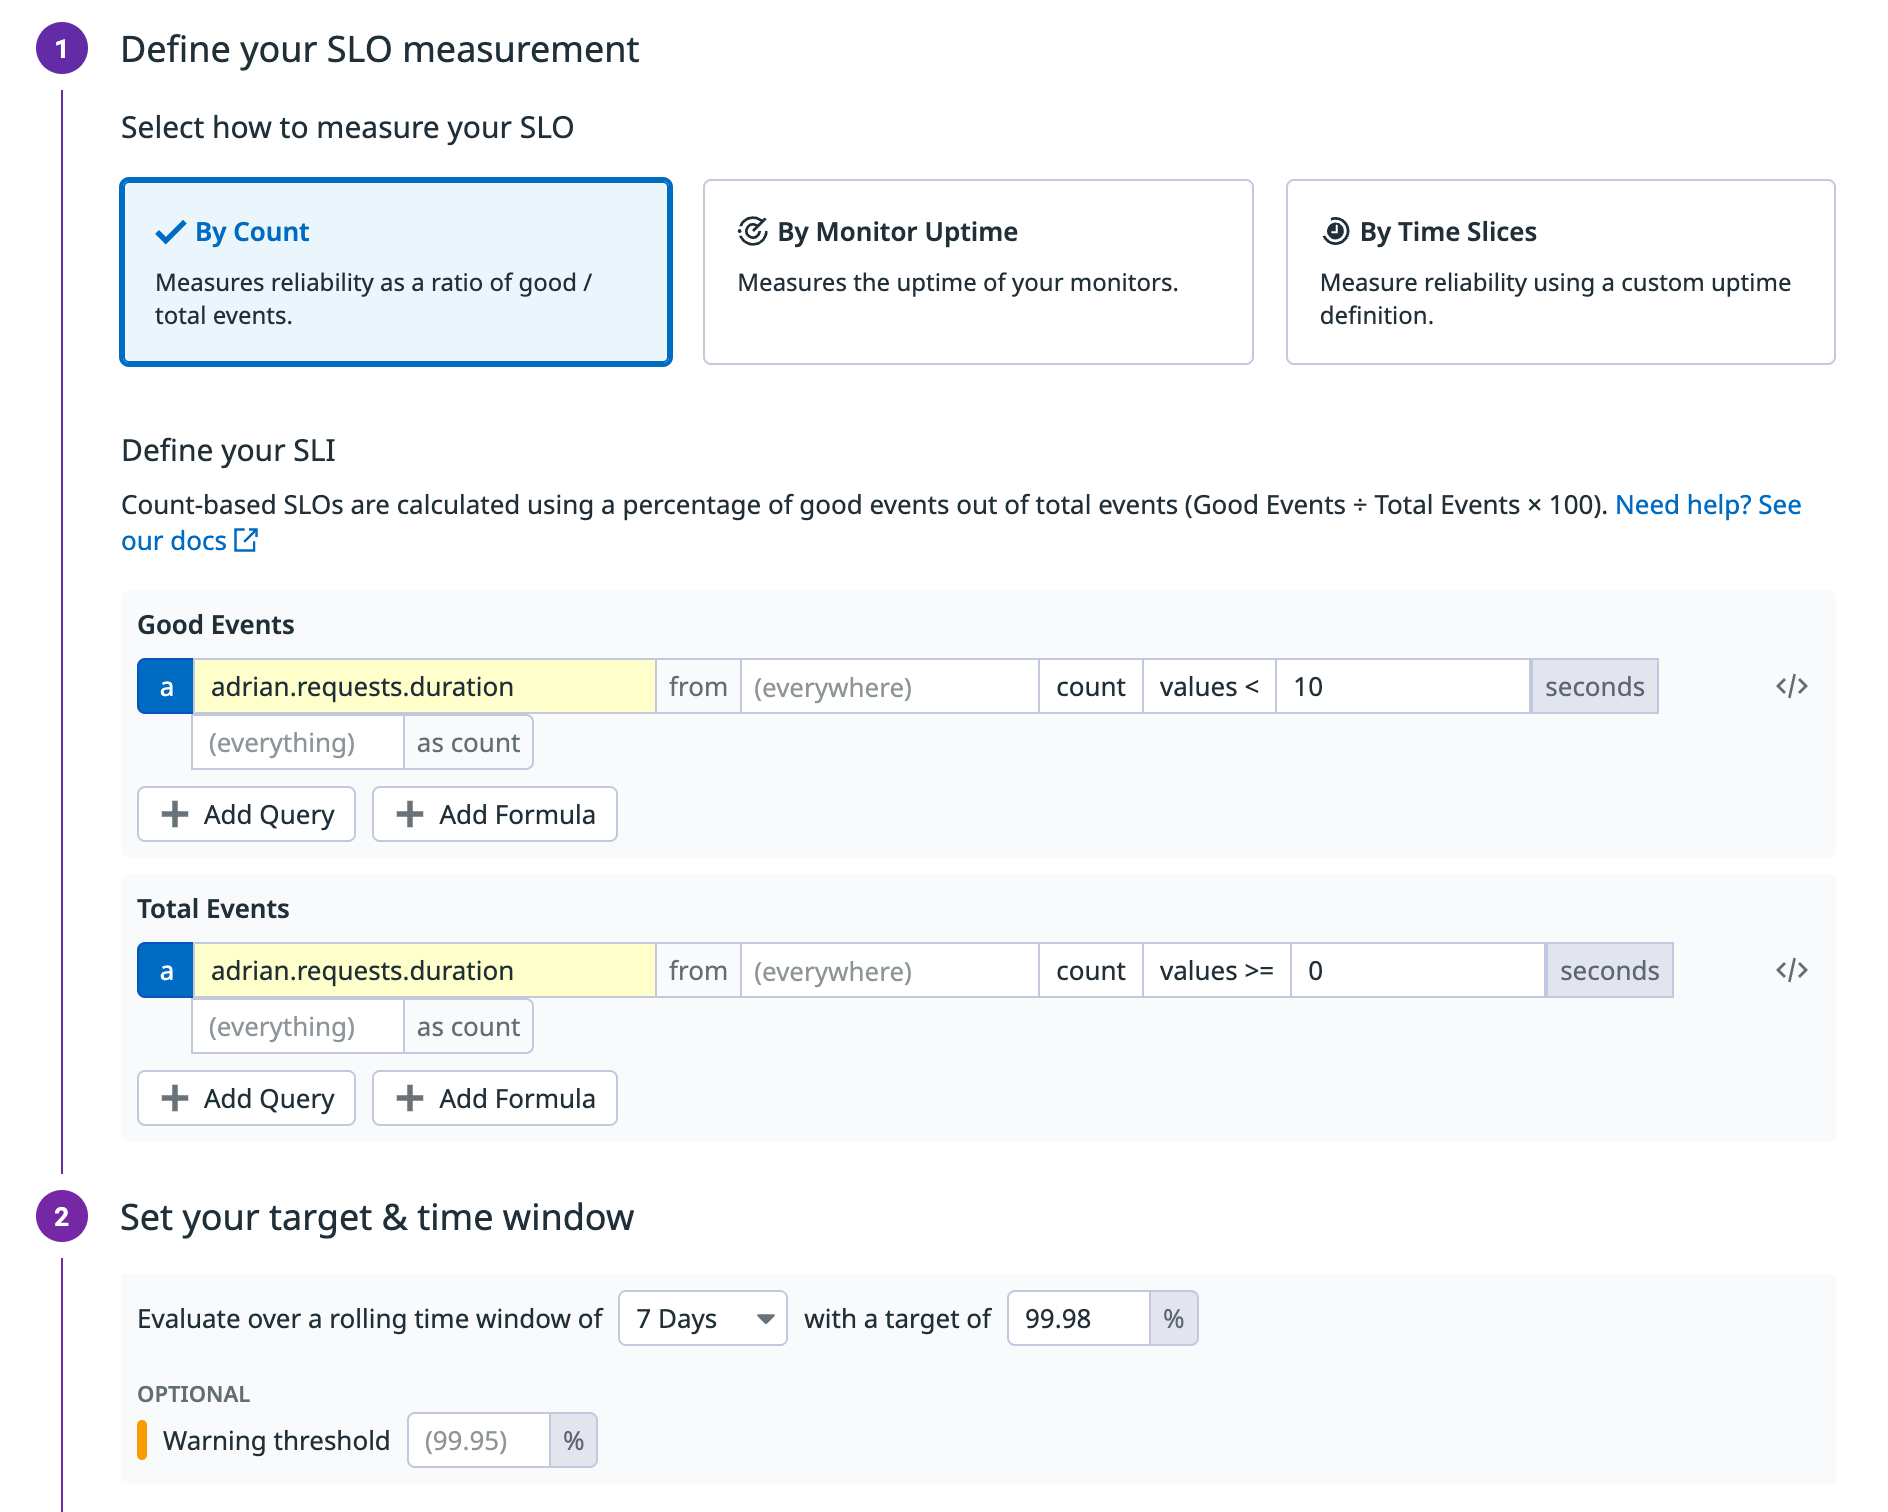 1 Define your SLO measurement
Select how to measure your SLO
By Count
Measures reliability as a ratio of good /
total events.
By Monitor Uptime
Measures the uptime of your monitors.
By Time Slices
Measure reliability using a custom uptime
definition.
Define your SLI
Count-based SLOs are calculated using a percentage of good events out of total events (Good Events ÷ Total Events × 100). Need help? See
our docs
Good Events
a adrian.requests.duration from (everywhere) count values < 10 seconds </>
(everything) as count
Add Query Add Formula
Total Events
a adrian.requests.duration from (everywhere) count values >= 0 seconds </>
(everything) as count
Add Query Add Formula
2 Set your target & time window
Evaluate over a rolling time window of 7 Days with a target of 99.98 %
OPTIONAL
Warning threshold (99.95) %